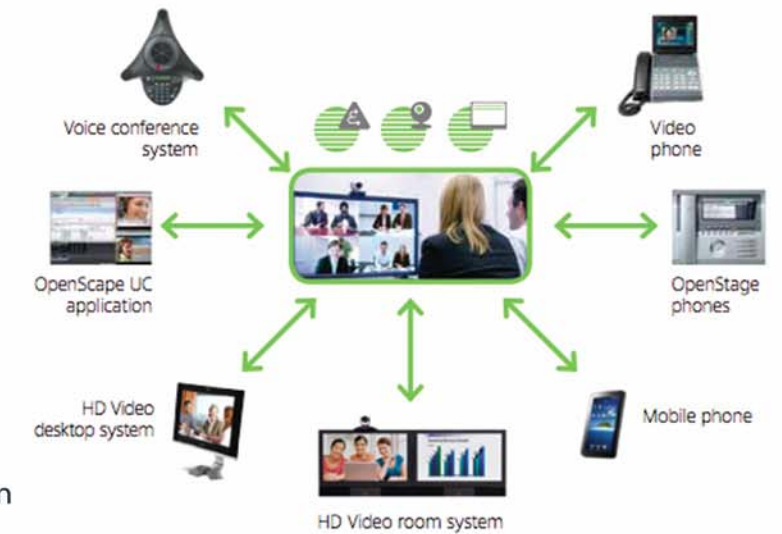 Voice conference
system
Video
phone
OpenScape UC
application
OpenStage
phones
HD Video
desktop system
Mobile phone
n
HD Video room system